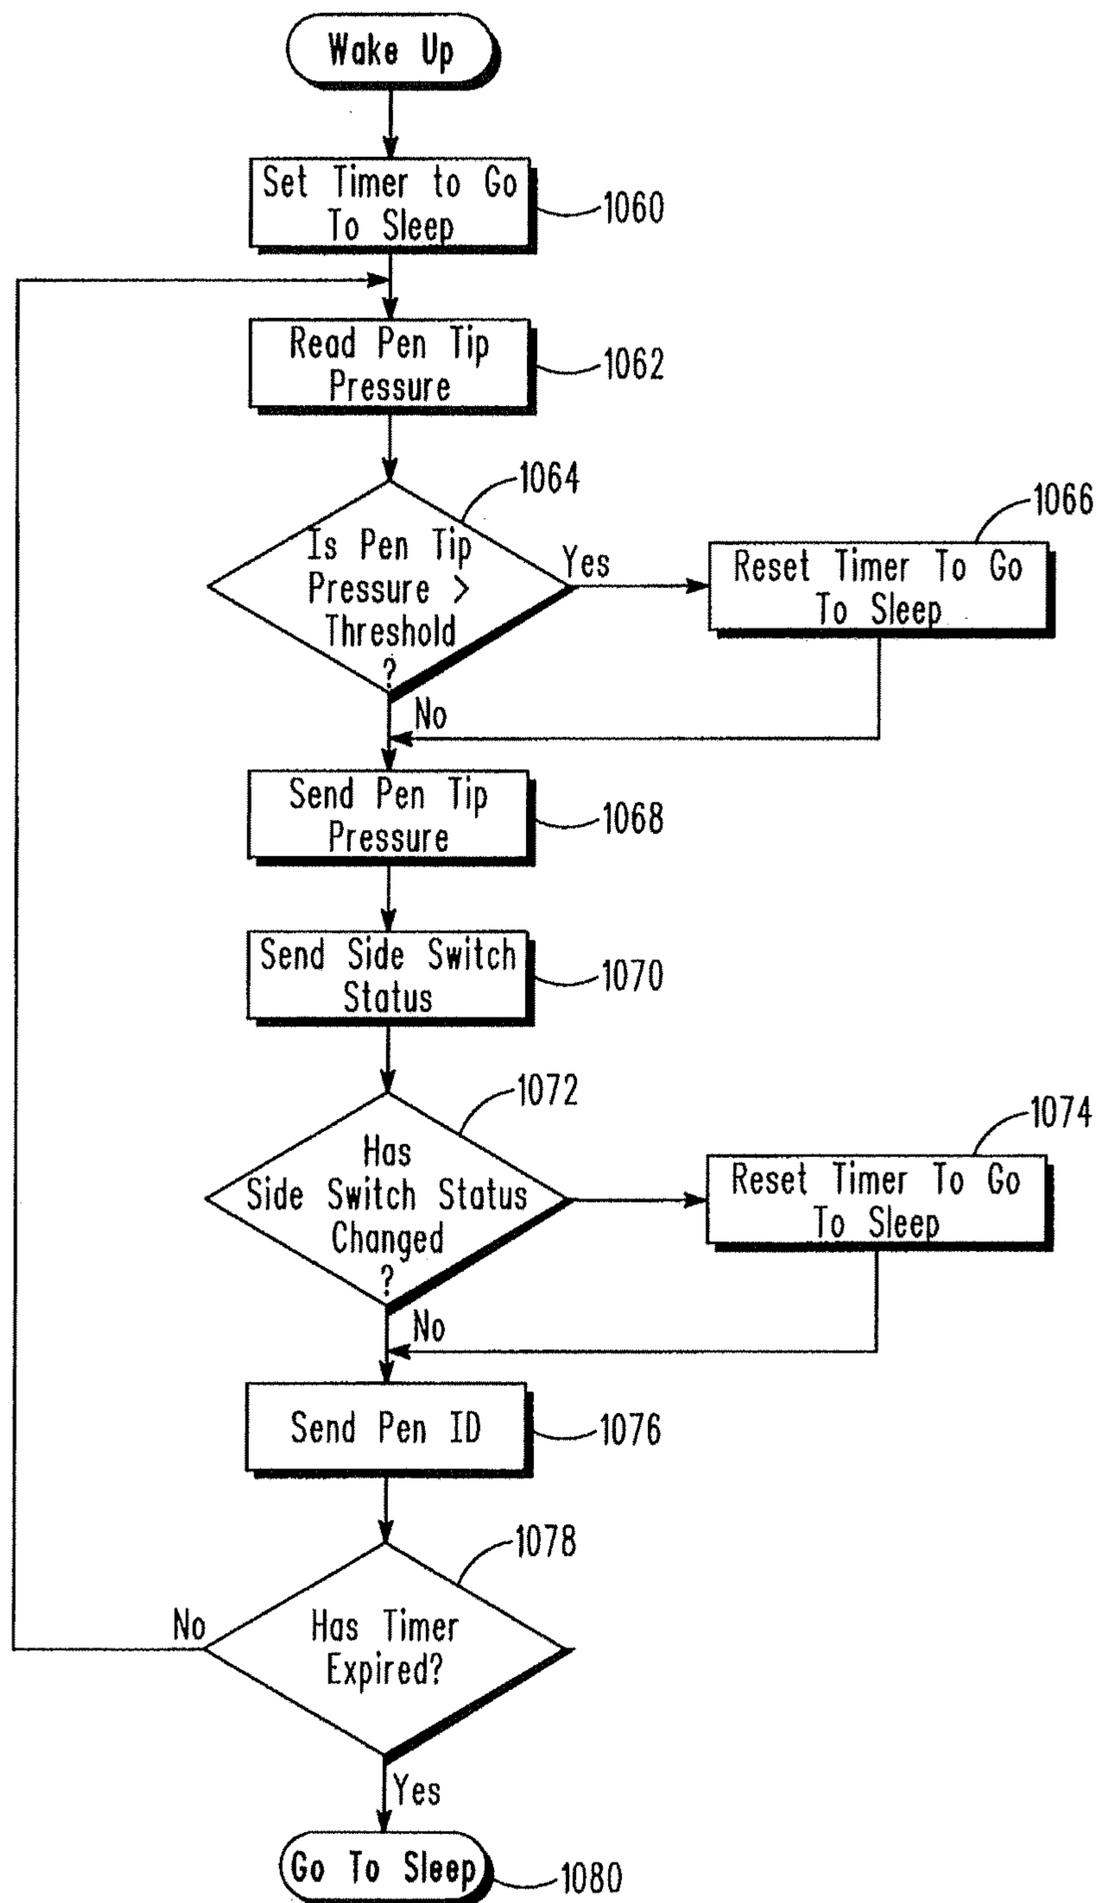 Wake Up
Set Timer to Go
To Sleep
1060
Read Pen Tip
Pressure
1062
1064
Is Pen Tip
Pressure >
Threshold
?
Yes
1066
Reset Timer To Go
To Sleep
No
Send Pen Tip
Pressure
1068
Send Side Switch
Status
1070
1072
Has
Side Switch Status
Changed
?
1074
Reset Timer To Go
To Sleep
No
Send Pen ID
1076
1078
Has Timer
Expired?
No
Yes
Go To Sleep
1080